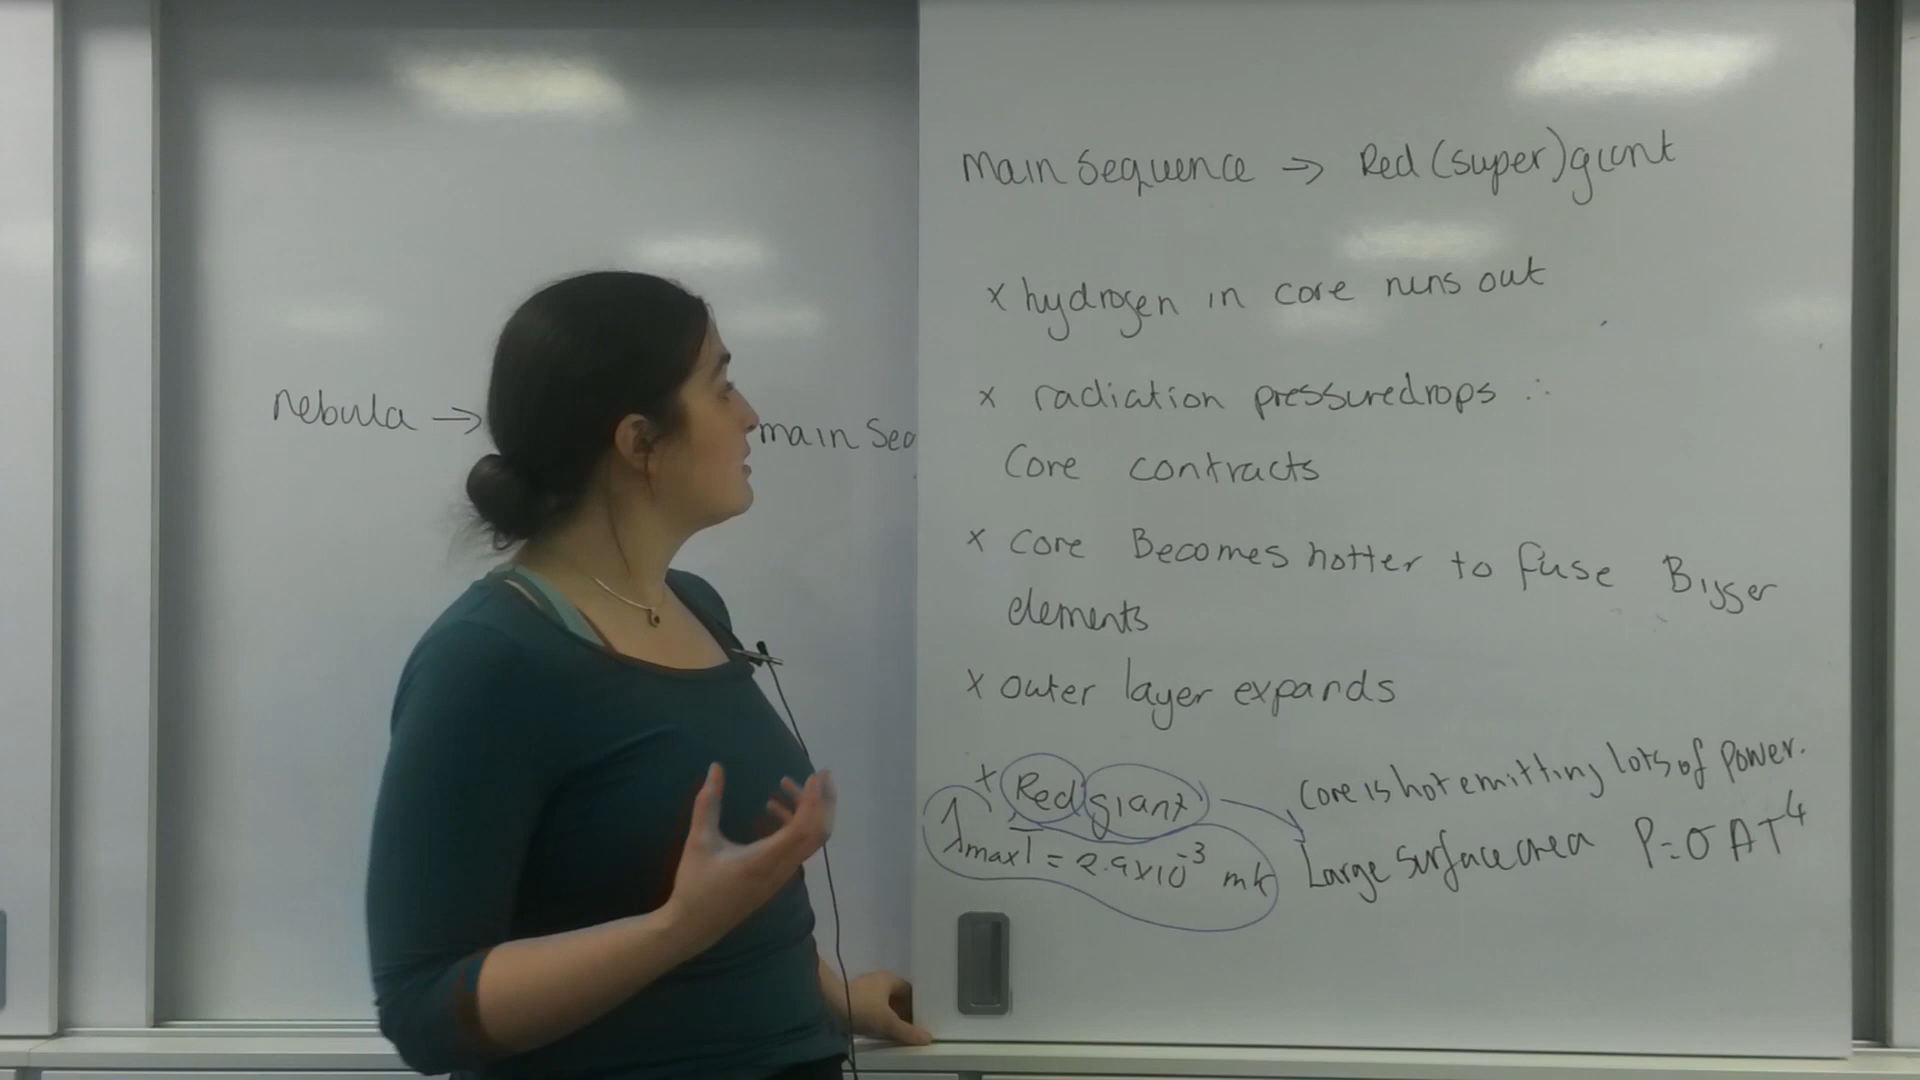 nebula →
main Seq
main sequence → Red (super)giant
x hydrogen in core runs out
x radiation pressure drops ∴
Core contracts
x core Becomes hotter to fuse Bigger
elements
x outer layer expands
+ Red giant
λmaxT = 2.9x10⁻³ mK
Core is hot emitting lots of power.
Large surface area P=σAT⁴